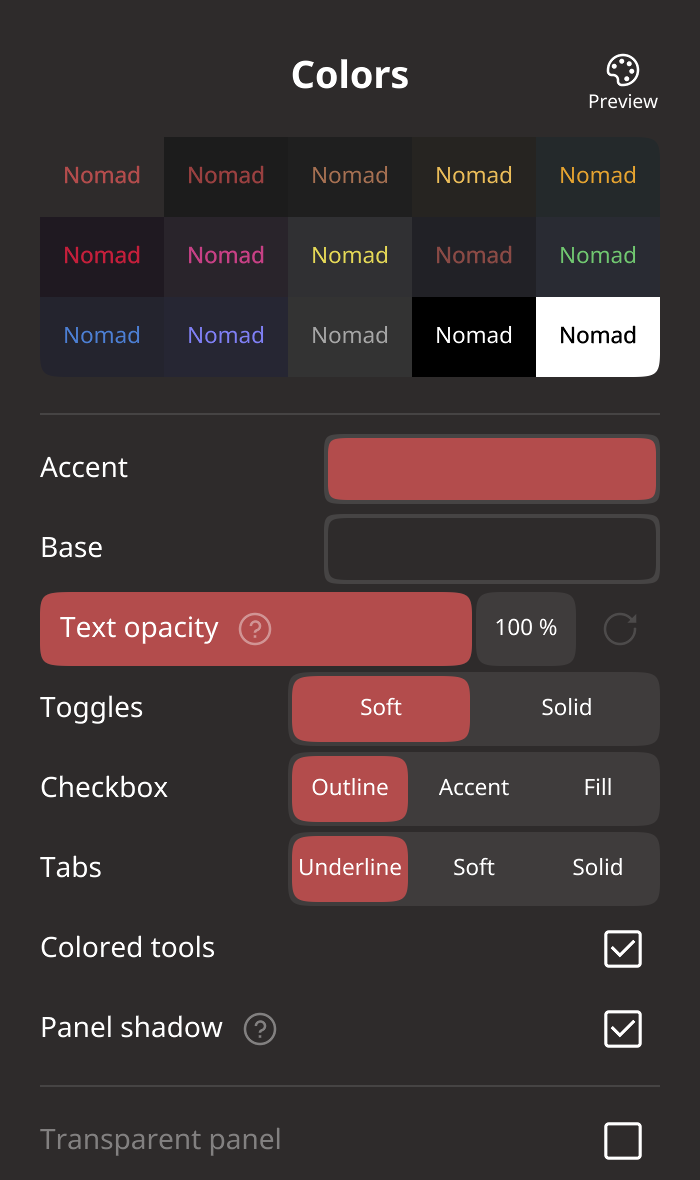 Colors
Preview
Nomad Nomad Nomad Nomad Nomad
Nomad Nomad Nomad Nomad Nomad
Nomad Nomad Nomad Nomad Nomad
Accent
Base
Text opacity ? 100 %
Toggles Soft Solid
Checkbox Outline Accent Fill
Tabs Underline Soft Solid
Colored tools
Panel shadow ?
Transparent panel